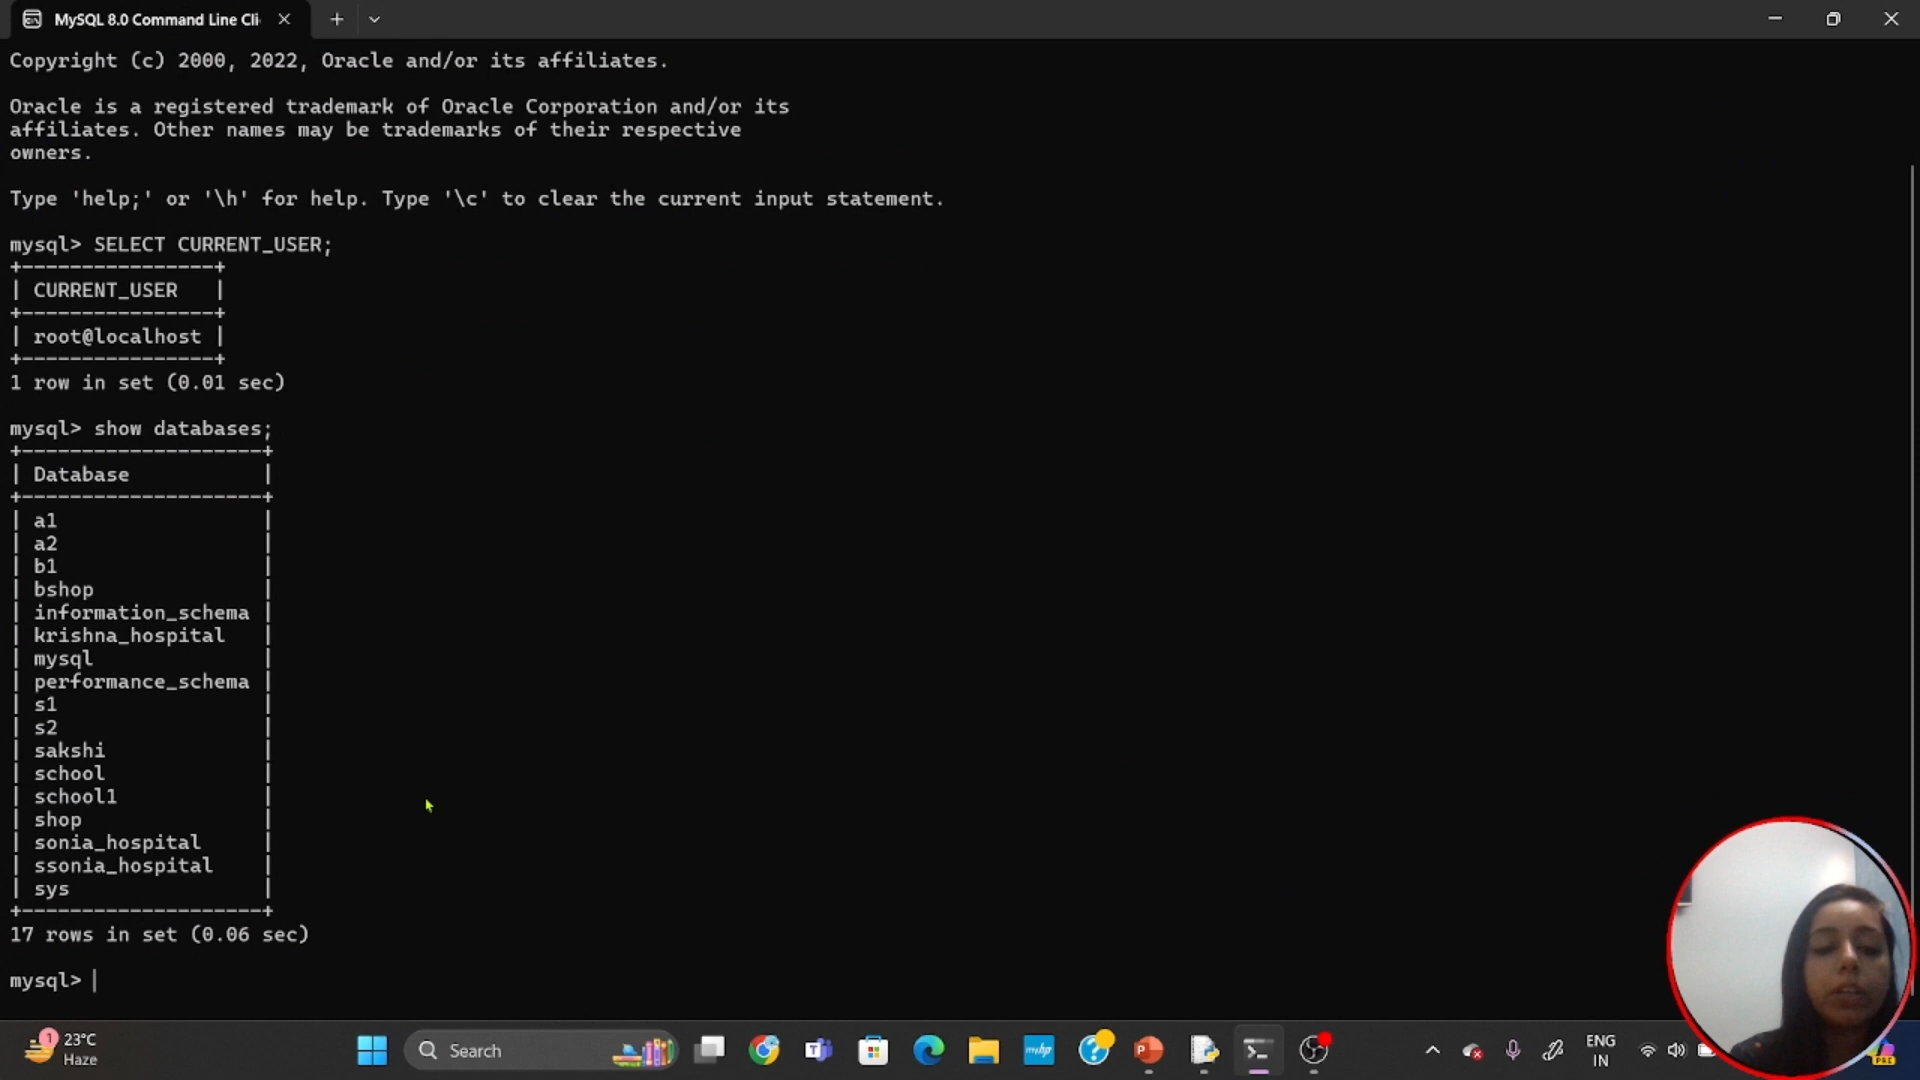 MySQL 8.0 Command Line Cli
Copyright (c) 2000, 2022, Oracle and/or its affiliates.
Oracle is a registered trademark of Oracle Corporation and/or its
affiliates. Other names may be trademarks of their respective
owners.
Type 'help;' or '\h' for help. Type '\c' to clear the current input statement.
mysql> SELECT CURRENT_USER;
+----------------+
| CURRENT_USER   |
+----------------+
| root@localhost |
+----------------+
1 row in set (0.01 sec)
mysql> show databases;
+--------------------+
| Database           |
+--------------------+
| a1                 |
| a2                 |
| b1                 |
| bshop              |
| information_schema |
| krishna_hospital   |
| mysql              |
| performance_schema |
| s1                 |
| s2                 |
| sakshi             |
| school             |
| school1            |
| shop               |
| sonia_hospital     |
| ssonia_hospital    |
| sys                |
+--------------------+
17 rows in set (0.06 sec)
mysql>
1
23°C
Haze
Search
myhp
ENG
IN
PRE